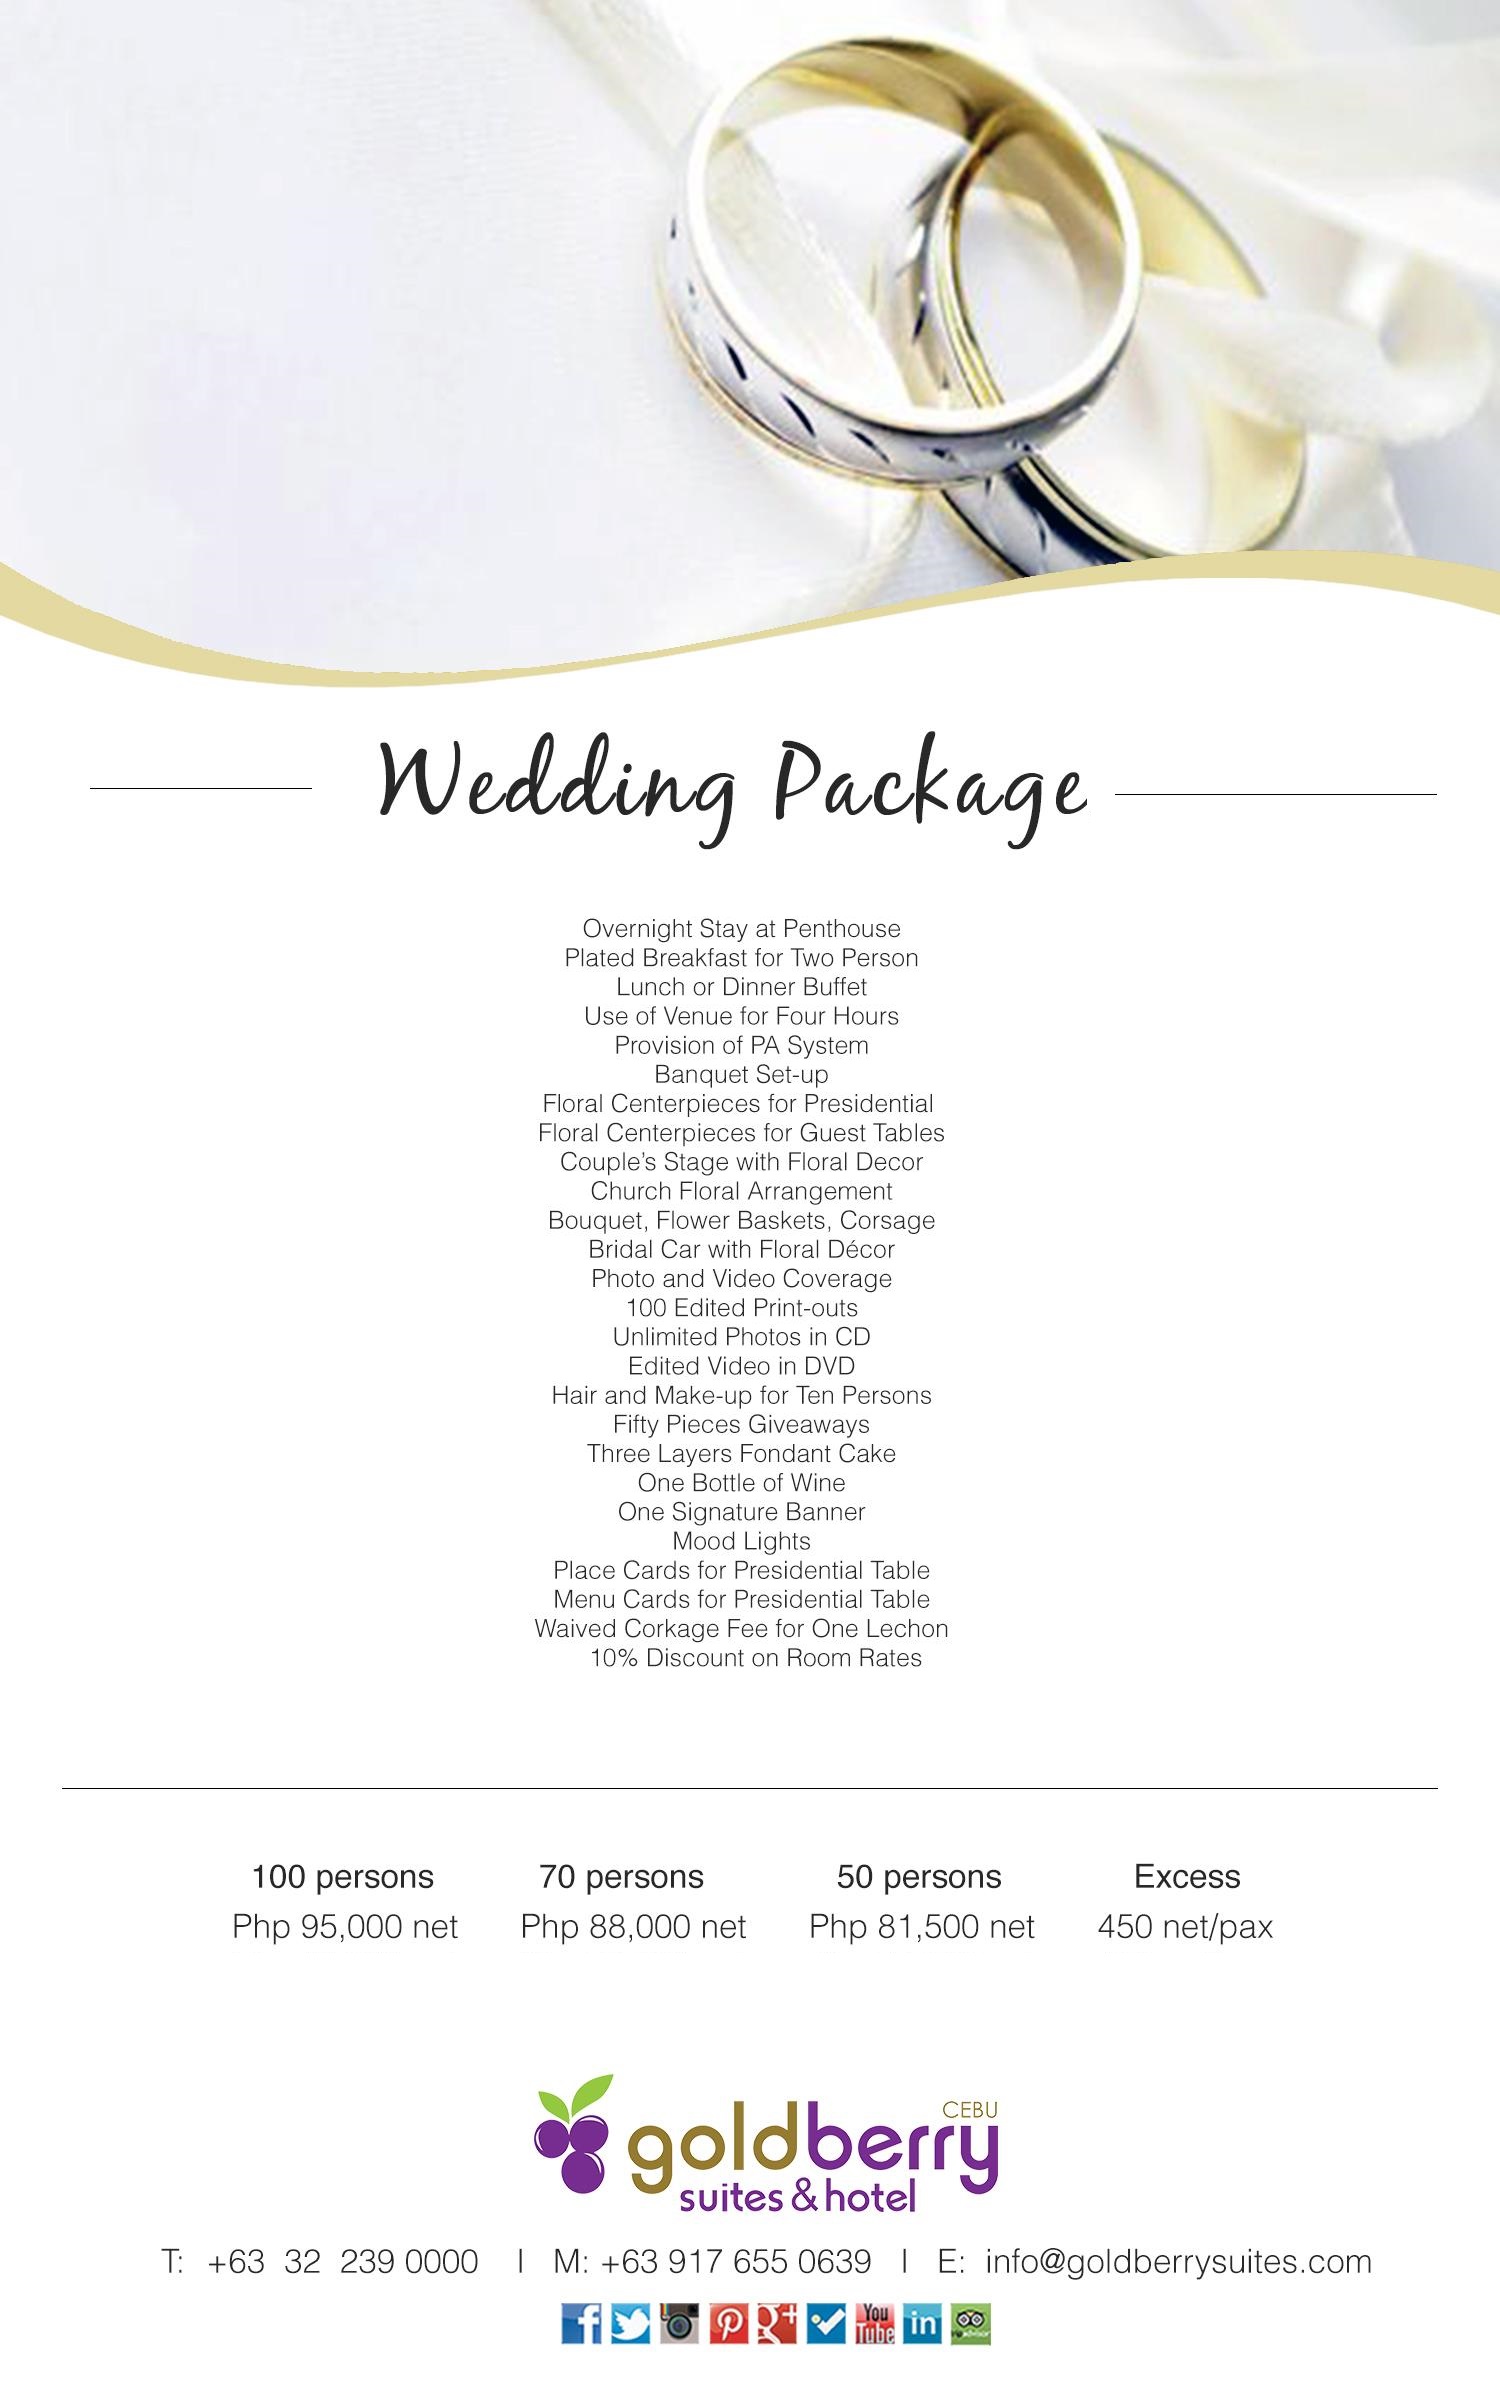 Wedding Package
Overnight Stay at Penthouse
Plated Breakfast for Two Person
Lunch or Dinner Buffet
Use of Venue for Four Hours
Provision of PA System
Banquet Set-up
Floral Centerpieces for Presidential
Floral Centerpieces for Guest Tables
Couple's Stage with Floral Decor
Church Floral Arrangement
Bouquet, Flower Baskets, Corsage
Bridal Car with Floral Décor
Photo and Video Coverage
100 Edited Print-outs
Unlimited Photos in CD
Edited Video in DVD
Hair and Make-up for Ten Persons
Fifty Pieces Giveaways
Three Layers Fondant Cake
One Bottle of Wine
One Signature Banner
Mood Lights
Place Cards for Presidential Table
Menu Cards for Presidential Table
Waived Corkage Fee for One Lechon
10% Discount on Room Rates
100 persons 70 persons 50 persons Excess
Php 95,000 net Php 88,000 net Php 81,500 net 450 net/pax
CEBU
goldberry
suites & hotel
T: +63 32 239 0000 | M: +63 917 655 0639 | E: info@goldberrysuites.com
You
Tube in